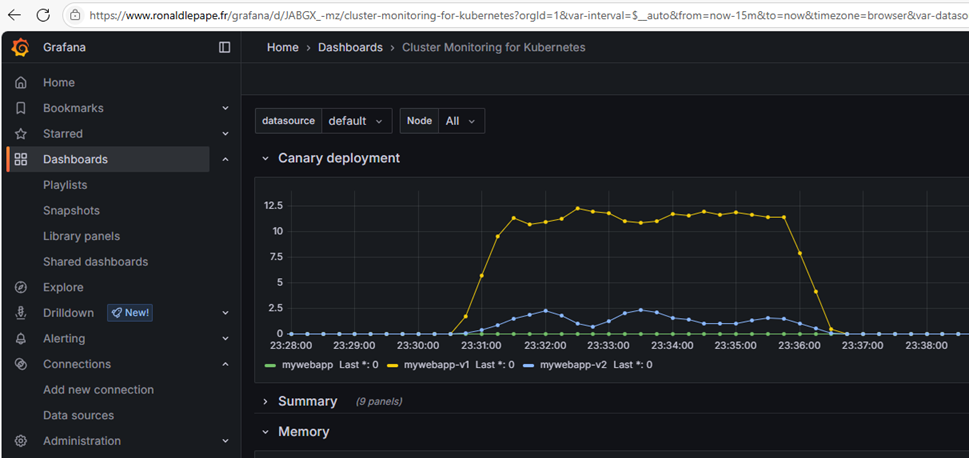 https://www.ronaldlepape.fr/grafana/d/JABGX_-mz/cluster-monitoring-for-kubernetes?orgId=1&var-interval=$__auto&from=now-15m&to=now&timezone=browser&var-dataso
Grafana
Home › Dashboards › Cluster Monitoring for Kubernetes
Home
Bookmarks
Starred
Dashboards
Playlists
Snapshots
Library panels
Shared dashboards
Explore
Drilldown New!
Alerting
Connections
Add new connection
Data sources
Administration
datasource default Node All
Canary deployment
12.5
10
7.5
5
2.5
0
23:28:00 23:29:00 23:30:00 23:31:00 23:32:00 23:33:00 23:34:00 23:35:00 23:36:00 23:37:00 23:38:00
mywebapp Last *: 0 mywebapp-v1 Last *: 0 mywebapp-v2 Last *: 0
Summary (9 panels)
Memory